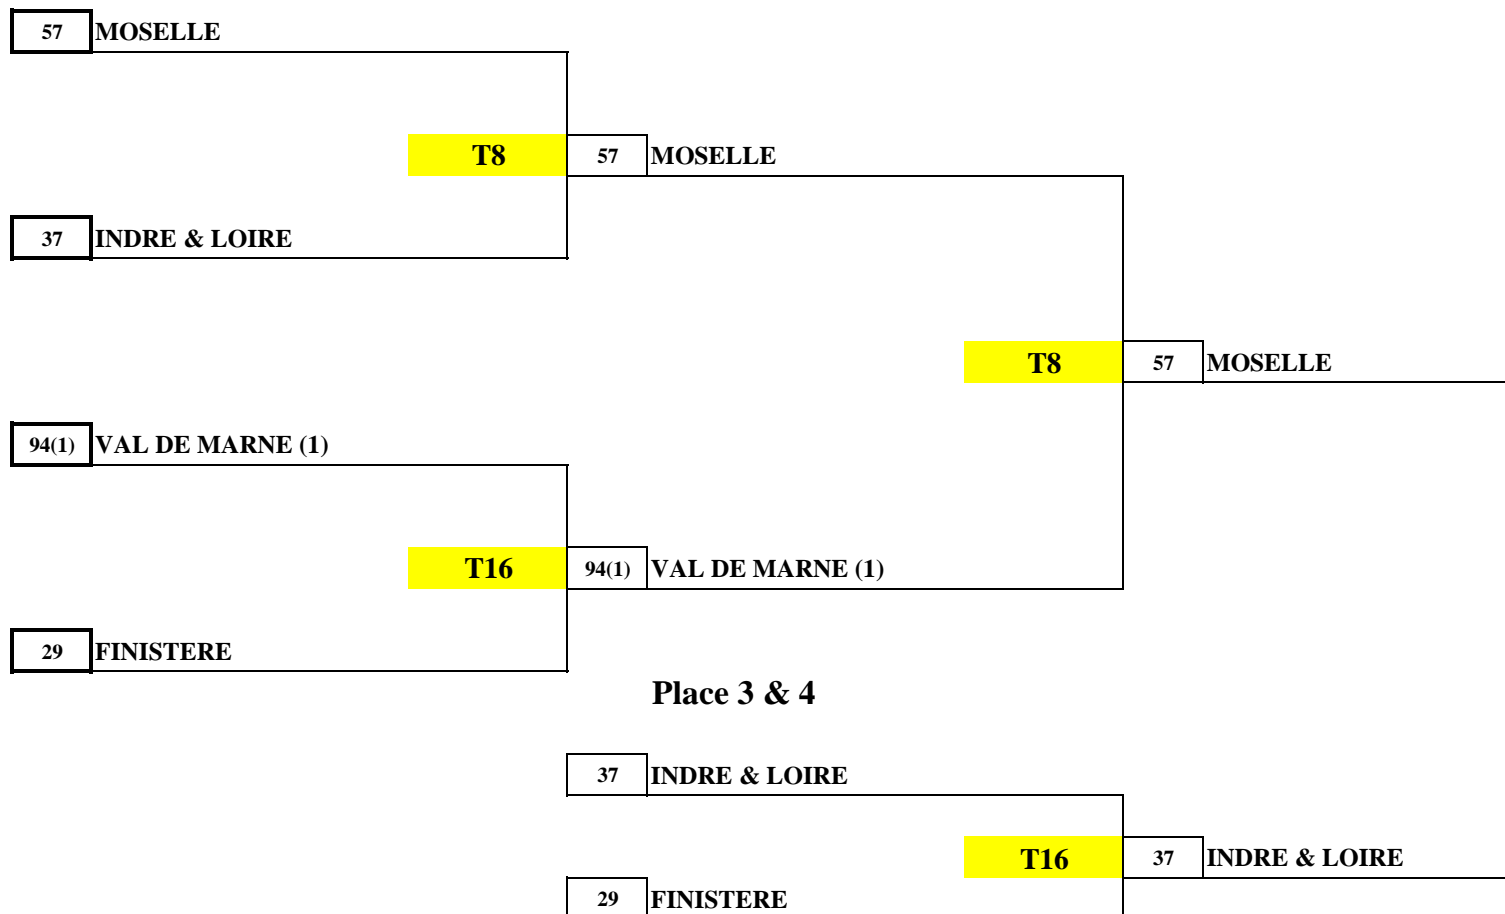 57 MOSELLE
T8 57 MOSELLE
37 INDRE & LOIRE
T8 57 MOSELLE
94(1) VAL DE MARNE (1)
T16 94(1) VAL DE MARNE (1)
29 FINISTERE
Place 3 & 4
37 INDRE & LOIRE
T16 37 INDRE & LOIRE
29 FINISTERE